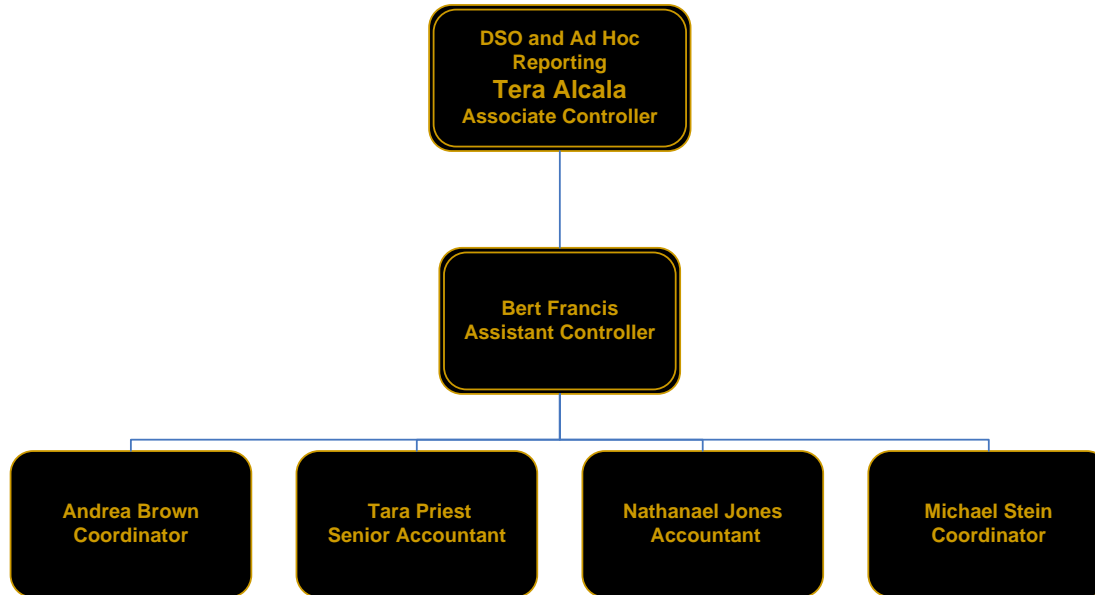 DSO and Ad Hoc
Reporting
Tera Alcala
Associate Controller
Bert Francis
Assistant Controller
Andrea Brown
Coordinator
Tara Priest
Senior Accountant
Nathanael Jones
Accountant
Michael Stein
Coordinator